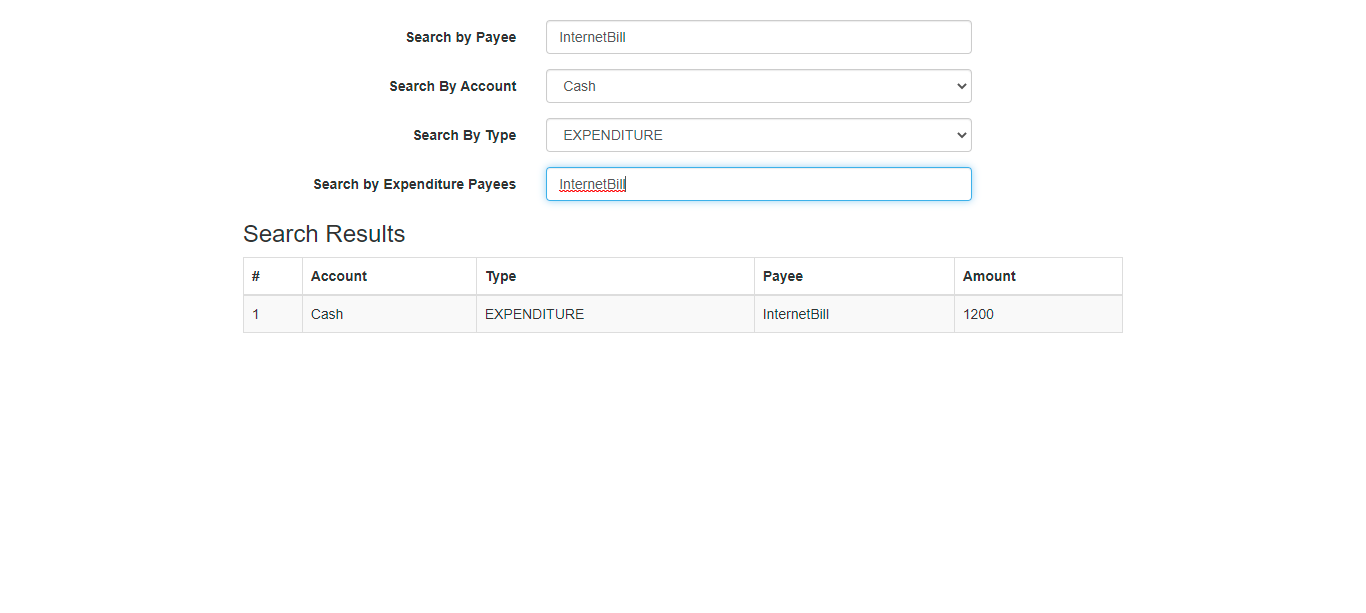 Search by Payee InternetBill
Search By Account Cash
Search By Type EXPENDITURE
Search by Expenditure Payees InternetBill
Search Results
# Account Type Payee Amount
1 Cash EXPENDITURE InternetBill 1200